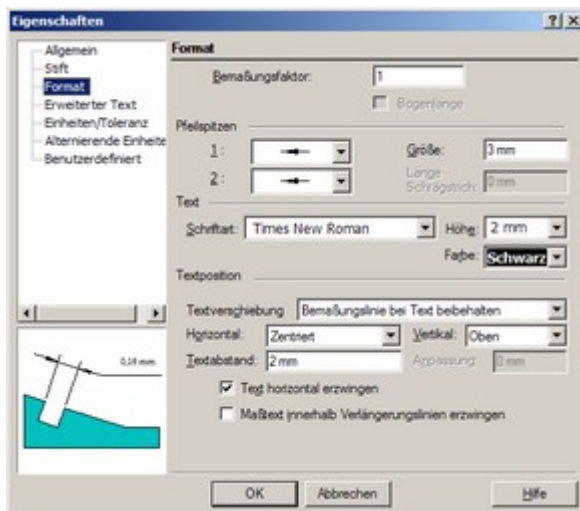 Eigenschaften
Allgemein
Stift
Format
Erweiterter Text
Einheiten/Toleranz
Alternierende Einheite
Benutzerdefiniert
Format
Bemaßungsfaktor: 1
Bogenlänge
Pfeilspitzen
1: Größe: 3 mm
2: Länge Schrägstrich: 0 mm
Text
Schriftart: Times New Roman Höhe: 2 mm
Farbe: Schwarz
Textposition
Textverschiebung Bemaßungslinie bei Text beibehalten
Horizontal: Zentriert Vertikal: Oben
Textabstand: 2 mm Anpassung: 0 mm
Text horizontal erzwingen
Maßtext innerhalb Verlängerungslinien erzwingen
OK Abbrechen Hilfe